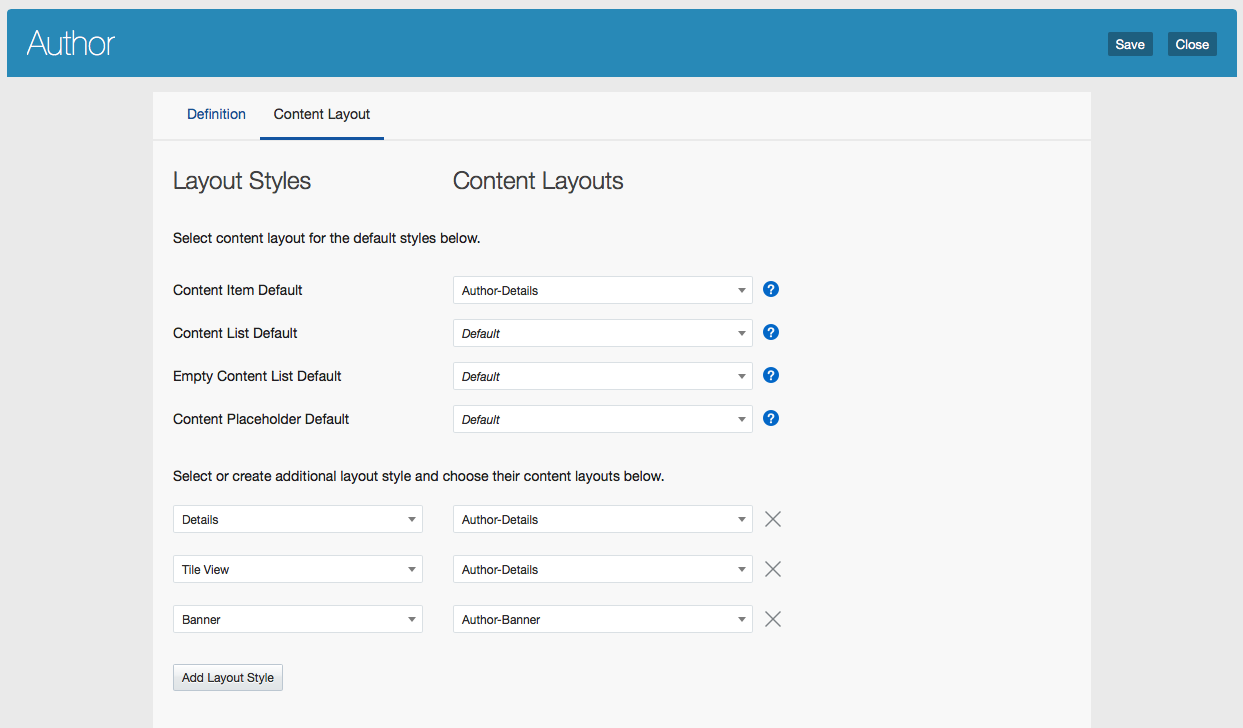 Author
Save Close
Definition Content Layout
Layout Styles Content Layouts
Select content layout for the default styles below.
Content Item Default Author-Details ?
Content List Default Default ?
Empty Content List Default Default ?
Content Placeholder Default Default ?
Select or create additional layout style and choose their content layouts below.
Details Author-Details
Tile View Author-Details
Banner Author-Banner
Add Layout Style